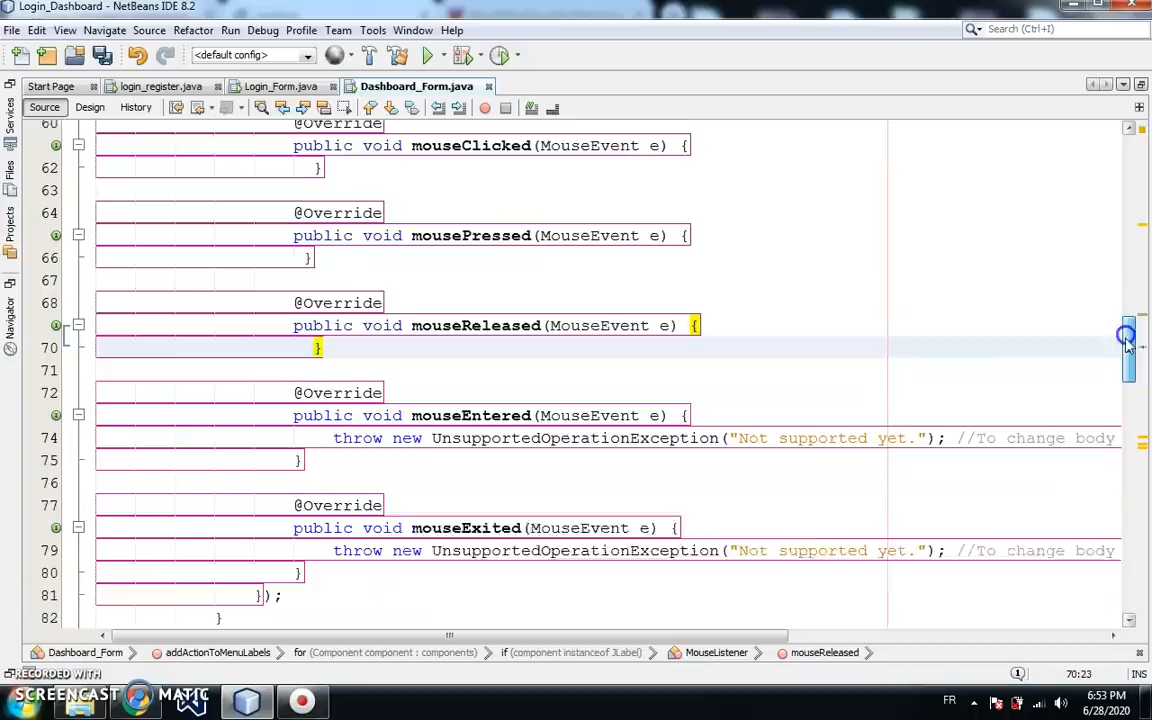 Login_Dashboard - NetBeans IDE 8.2
File Edit View Navigate Source Refactor Run Debug Profile Team Tools Window Help
Search (Ctrl+I)
<default config>
Start Page login_register.java Login_Form.java Dashboard_Form.java
Source Design History
Services
Files
Projects
Navigator
60 @Override
public void mouseClicked(MouseEvent e) {
62 }
63
64 @Override
public void mousePressed(MouseEvent e) {
66 }
67
68 @Override
public void mouseReleased(MouseEvent e) {
70 }
71
72 @Override
public void mouseEntered(MouseEvent e) {
74 throw new UnsupportedOperationException("Not supported yet."); //To change body
75 }
76
77 @Override
public void mouseExited(MouseEvent e) {
79 throw new UnsupportedOperationException("Not supported yet."); //To change body
80 }
81 });
82 }
Dashboard_Form addActionToMenuLabels for (Component component : components) if (component instanceof JLabel) MouseListener mouseReleased
70:23 INS
RECORDED WITH
SCREENCAST MATIC
FR
6:53 PM
6/28/2020